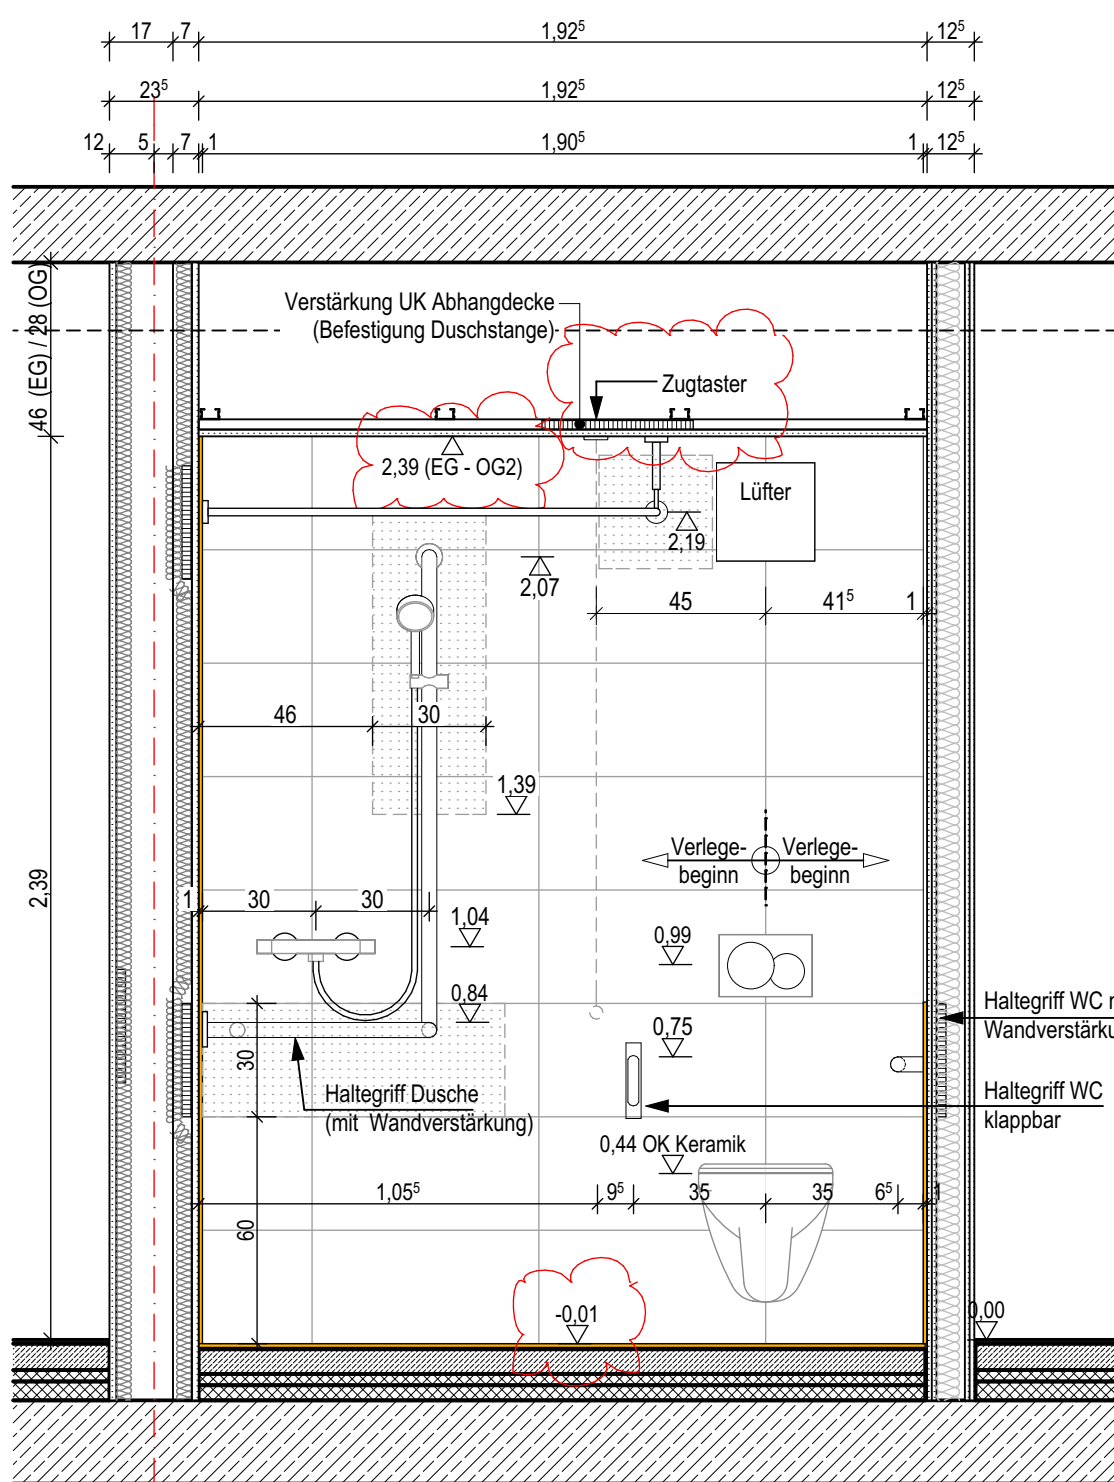 17 7 1,92⁵ 12⁵
23⁵ 1,92⁵ 12⁵
12 5 7 1 1,90⁵ 1 12⁵
46 (EG) / 28 (OG)
Verstärkung UK Abhangdecke
(Befestigung Duschstange)
Zugtaster
2,39 (EG - OG2)
Lüfter
2,19
2,07
45 41⁵ 1
46 30
1,39
Verlege-
beginn
Verlege-
beginn
2,39
1 30 30
1,04
0,99
0,84
0,75
30
Haltegriff Dusche
(mit Wandverstärkung)
Haltegriff WC
Wandverstärku
Haltegriff WC
klappbar
0,44 OK Keramik
1,05⁵ 9⁵ 35 35 6⁵ 1
60
-0,01
0,00